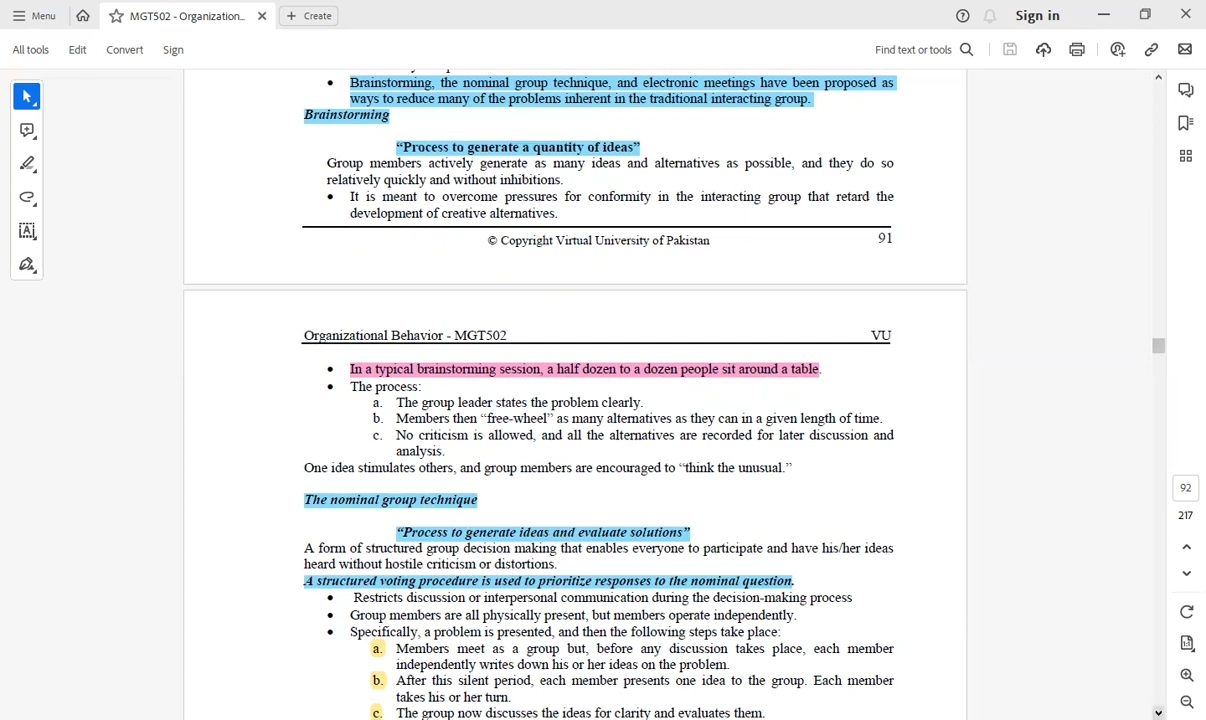 Menu
MGT502 - Organization...
Create
Sign in
All tools
Edit
Convert
Sign
Find text or tools
• Brainstorming, the nominal group technique, and electronic meetings have been proposed as
ways to reduce many of the problems inherent in the traditional interacting group.
Brainstorming
“Process to generate a quantity of ideas”
Group members actively generate as many ideas and alternatives as possible, and they do so
relatively quickly and without inhibitions.
• It is meant to overcome pressures for conformity in the interacting group that retard the
development of creative alternatives.
© Copyright Virtual University of Pakistan 91
Organizational Behavior - MGT502 VU
• In a typical brainstorming session, a half dozen to a dozen people sit around a table.
• The process:
a. The group leader states the problem clearly.
b. Members then “free-wheel” as many alternatives as they can in a given length of time.
c. No criticism is allowed, and all the alternatives are recorded for later discussion and
analysis.
One idea stimulates others, and group members are encouraged to “think the unusual.”
The nominal group technique
“Process to generate ideas and evaluate solutions”
A form of structured group decision making that enables everyone to participate and have his/her ideas
heard without hostile criticism or distortions.
A structured voting procedure is used to prioritize responses to the nominal question.
• Restricts discussion or interpersonal communication during the decision-making process
• Group members are all physically present, but members operate independently.
• Specifically, a problem is presented, and then the following steps take place:
a. Members meet as a group but, before any discussion takes place, each member
independently writes down his or her ideas on the problem.
b. After this silent period, each member presents one idea to the group. Each member
takes his or her turn.
c. The group now discusses the ideas for clarity and evaluates them.
92
217